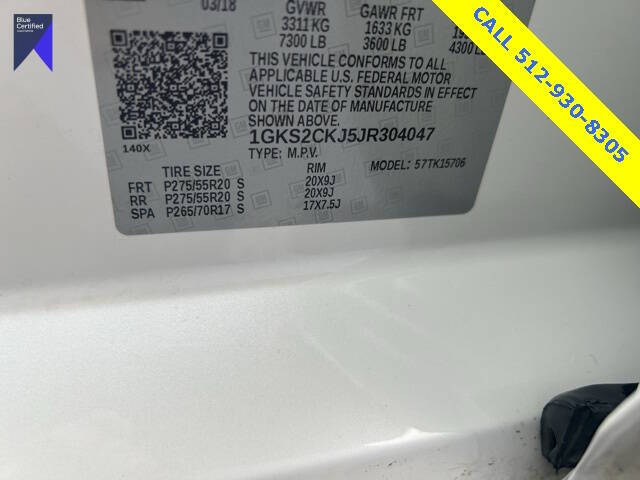 Blue
Certified
CALL 512-930-8305
03/18 GVWR GAWR FRT
3311 KG 1633 KG
7300 LB 3600 LB 4300 LB
THIS VEHICLE CONFORMS TO ALL
APPLICABLE U.S. FEDERAL MOTOR
VEHICLE SAFETY STANDARDS IN EFFECT
ON THE DATE OF MANUFACTURE
SHOWN ABOVE.
140X 1GKS2CKJ5JR304047
TYPE: M.P.V. MODEL: 57TK15706
TIRE SIZE RIM
FRT P275/55R20 S 20X9J
RR P275/55R20 S 20X9J
SPA P265/70R17 S 17X7.5J